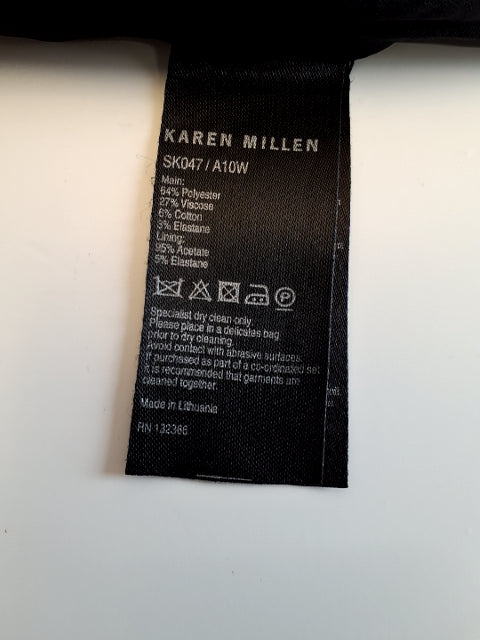 KAREN MILLEN
SK047 / A10W
Main:
64% Polyester
27% Viscose
6% Cotton
3% Elastane
Lining:
95% Acetate
5% Elastane
P
Specialist dry clean only
Please place in a delicates bag
prior to dry cleaning.
Avoid contact with abrasive surfaces.
If purchased as part of a co-ordinated set
it is recommended that garments are
cleaned together.
Made in Lithuania
RN 132366